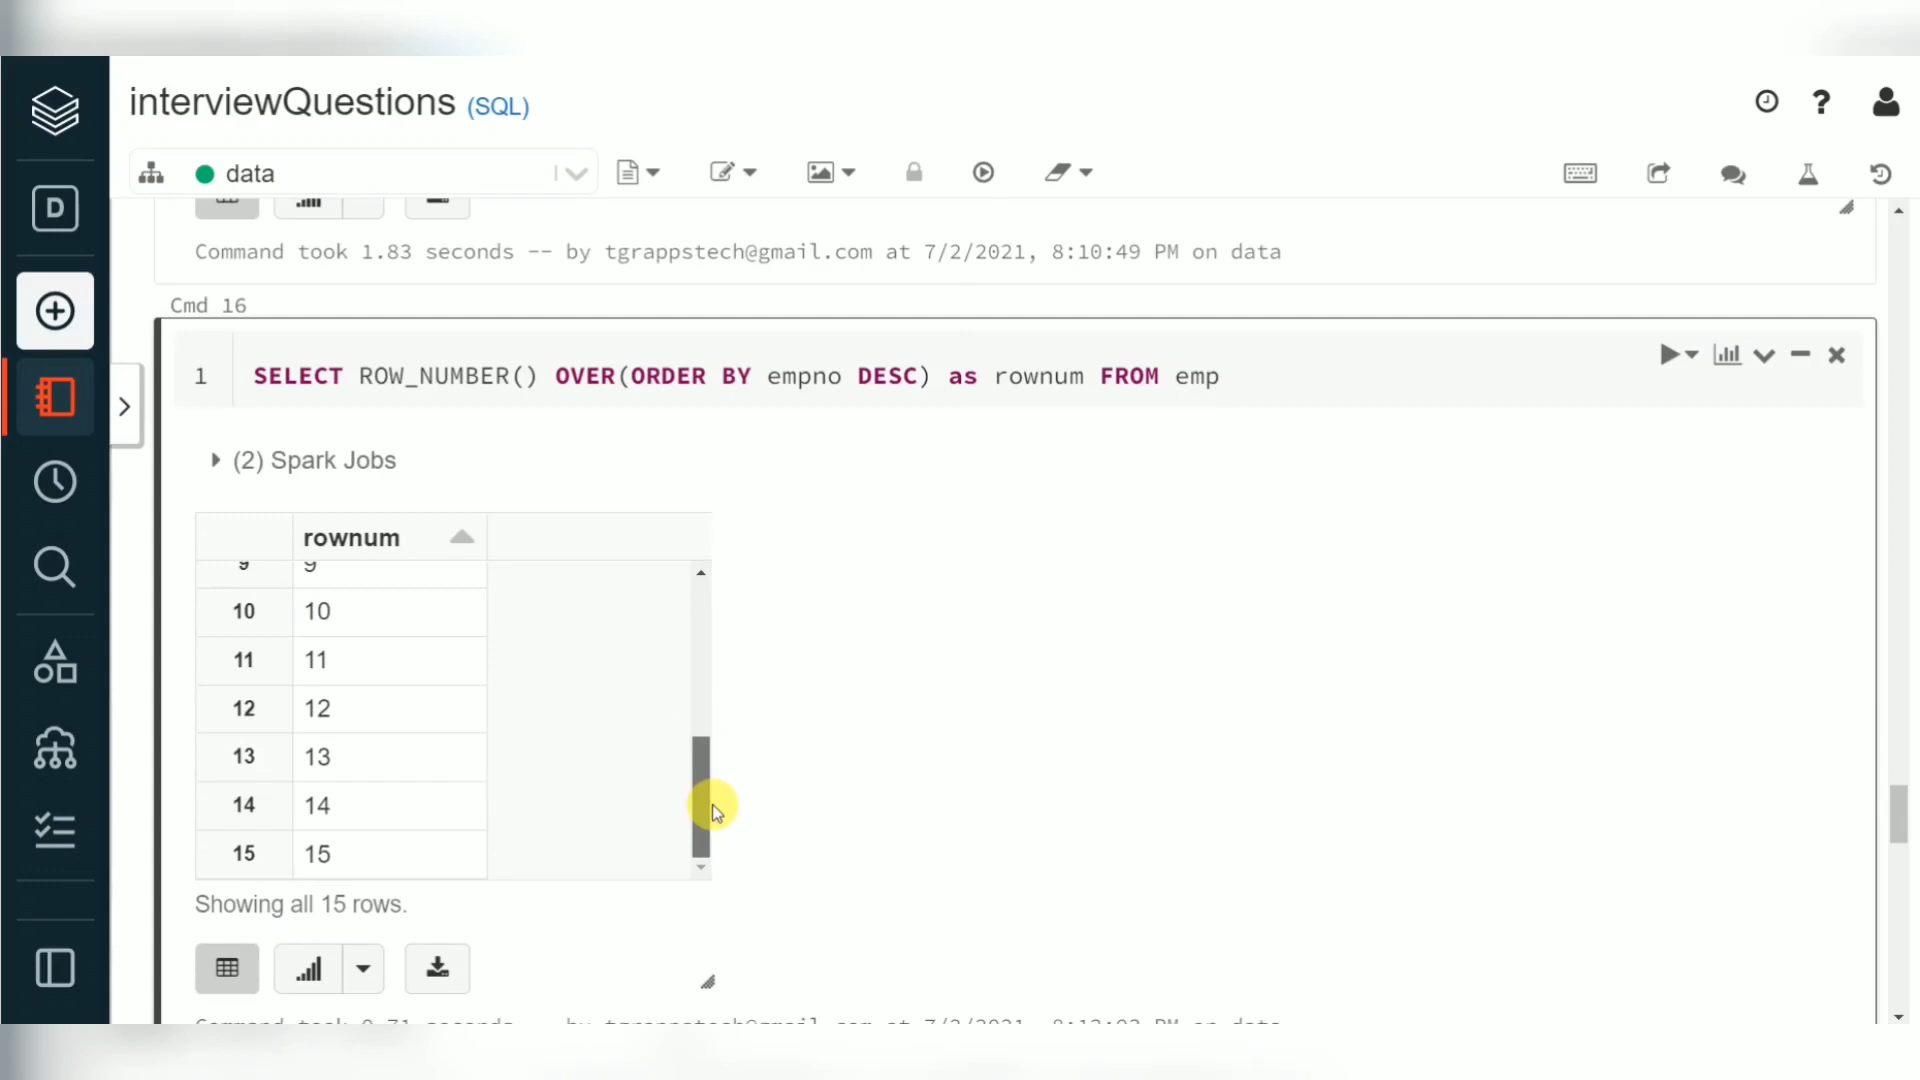 interviewQuestions (SQL)
D
data
Command took 1.83 seconds -- by tgrappstech@gmail.com at 7/2/2021, 8:10:49 PM on data
Cmd 16
1 SELECT ROW_NUMBER() OVER(ORDER BY empno DESC) as rownum FROM emp
(2) Spark Jobs
rownum
9 9
10 10
11 11
12 12
13 13
14 14
15 15
Showing all 15 rows.